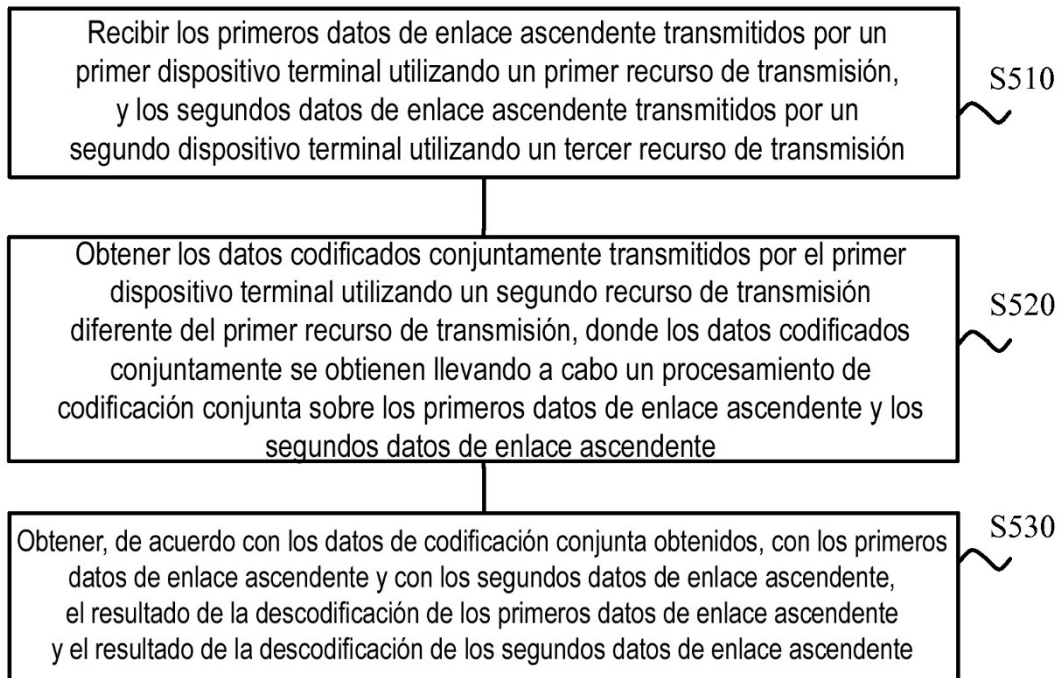 Recibir los primeros datos de enlace ascendente transmitidos por un
primer dispositivo terminal utilizando un primer recurso de transmisión,
y los segundos datos de enlace ascendente transmitidos por un
segundo dispositivo terminal utilizando un tercer recurso de transmisión
S510
Obtener los datos codificados conjuntamente transmitidos por el primer
dispositivo terminal utilizando un segundo recurso de transmisión
diferente del primer recurso de transmisión, donde los datos codificados
conjuntamente se obtienen llevando a cabo un procesamiento de
codificación conjunta sobre los primeros datos de enlace ascendente y los
segundos datos de enlace ascendente
S520
Obtener, de acuerdo con los datos de codificación conjunta obtenidos, con los primeros
datos de enlace ascendente y con los segundos datos de enlace ascendente,
el resultado de la descodificación de los primeros datos de enlace ascendente
y el resultado de la descodificación de los segundos datos de enlace ascendente
S530